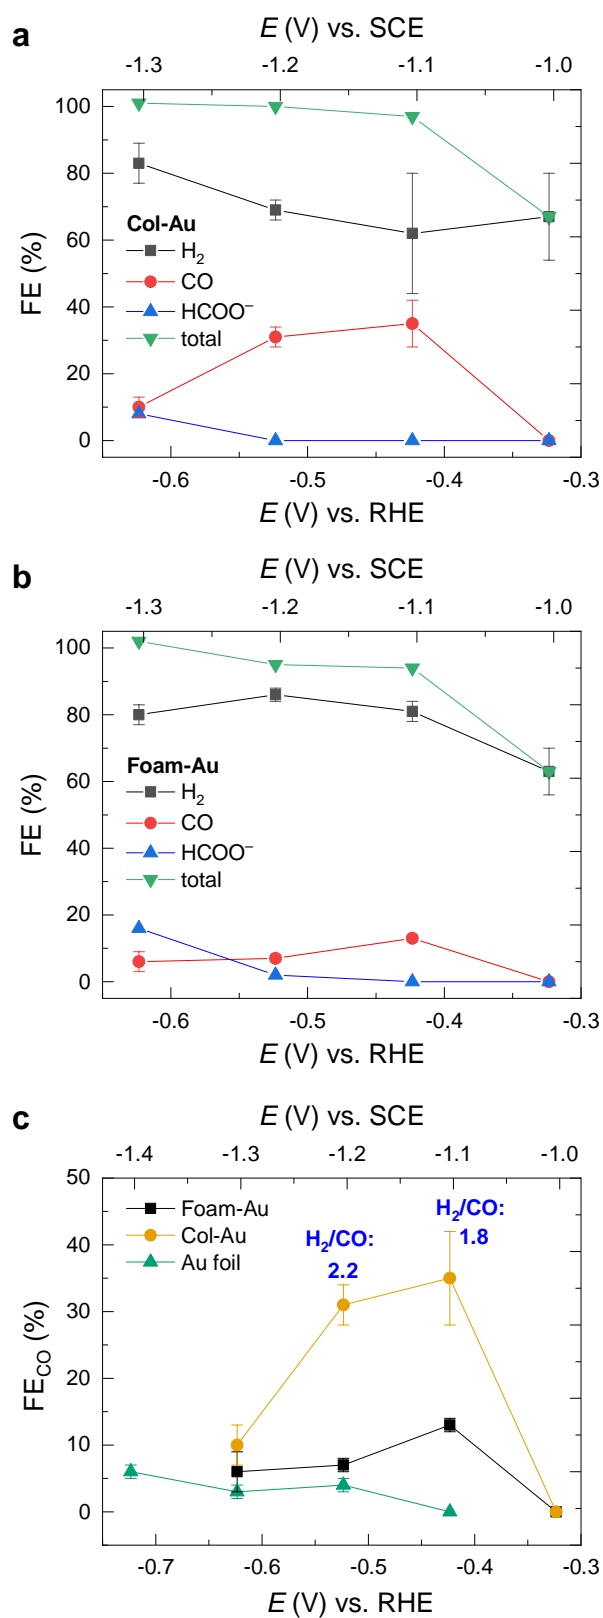 a
E (V) vs. SCE
-1.3 -1.2 -1.1 -1.0
100
80
60
40
20
0
FE (%)
Col-Au
H₂
CO
HCOO⁻
total
-0.6 -0.5 -0.4 -0.3
E (V) vs. RHE
b
E (V) vs. SCE
-1.3 -1.2 -1.1 -1.0
100
80
60
40
20
0
FE (%)
Foam-Au
H₂
CO
HCOO⁻
total
-0.6 -0.5 -0.4 -0.3
E (V) vs. RHE
c
E (V) vs. SCE
-1.4 -1.3 -1.2 -1.1 -1.0
50
40
30
20
10
0
FE_CO (%)
Foam-Au
Col-Au
Au foil
H₂/CO:
2.2
H₂/CO:
1.8
-0.7 -0.6 -0.5 -0.4 -0.3
E (V) vs. RHE